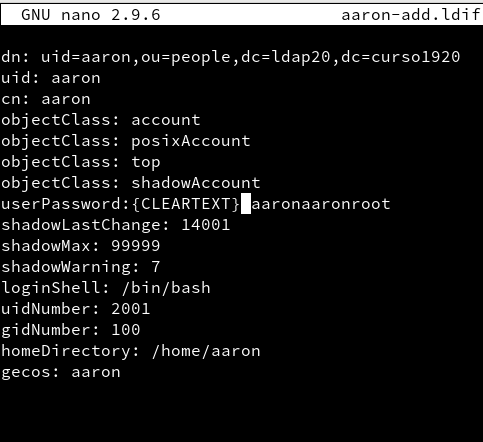 GNU nano 2.9.6 aaron-add.ldif
dn: uid=aaron,ou=people,dc=ldap20,dc=curso1920
uid: aaron
cn: aaron
objectClass: account
objectClass: posixAccount
objectClass: top
objectClass: shadowAccount
userPassword:{CLEARTEXT} aaronaaronroot
shadowLastChange: 14001
shadowMax: 99999
shadowWarning: 7
loginShell: /bin/bash
uidNumber: 2001
gidNumber: 100
homeDirectory: /home/aaron
gecos: aaron